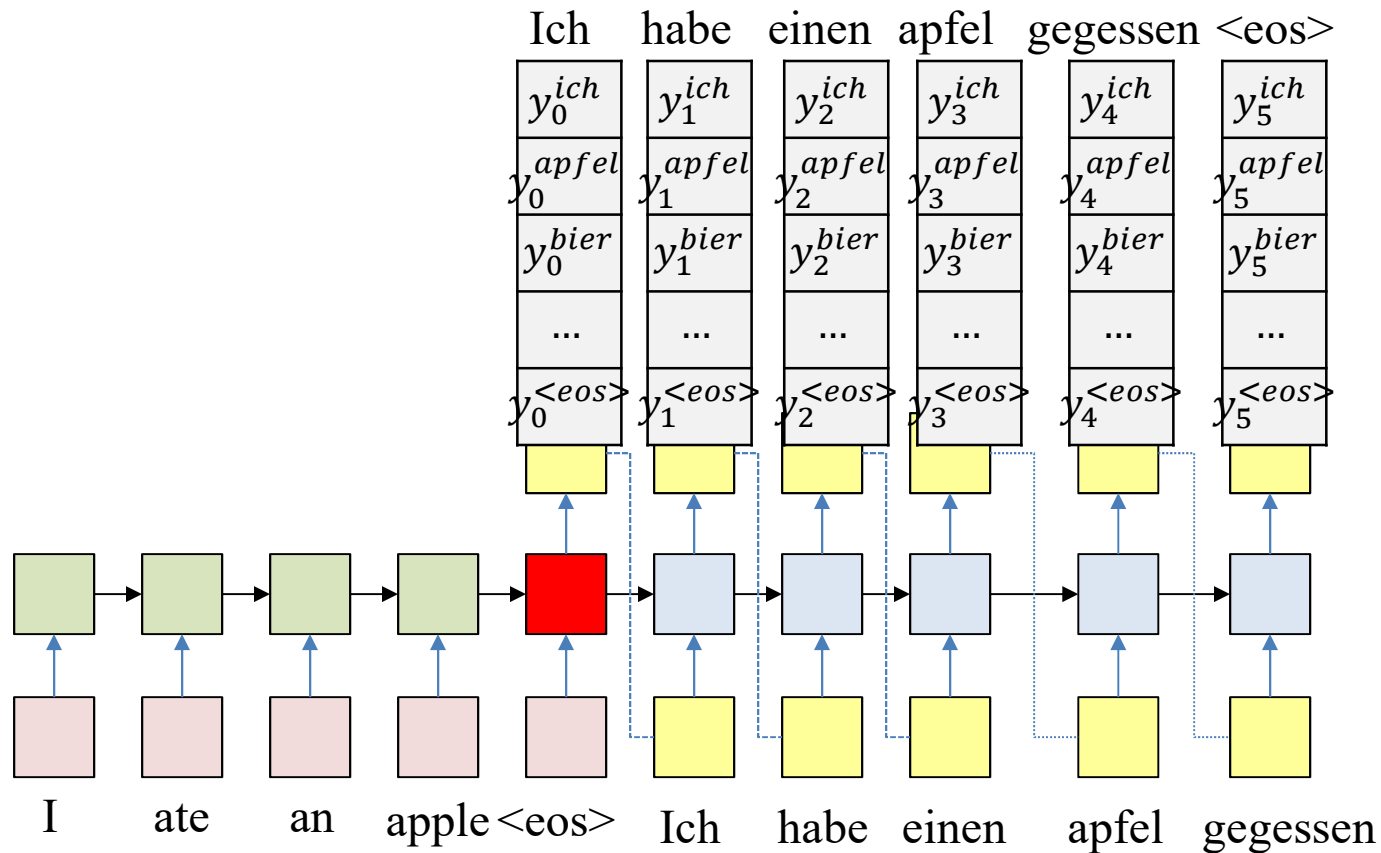 Ich habe einen apfel gegessen <eos>
y_0^{ich} y_1^{ich} y_2^{ich} y_3^{ich} y_4^{ich} y_5^{ich}
y_0^{apfel} y_1^{apfel} y_2^{apfel} y_3^{apfel} y_4^{apfel} y_5^{apfel}
y_0^{bier} y_1^{bier} y_2^{bier} y_3^{bier} y_4^{bier} y_5^{bier}
... ... ... ... ... ...
y_0^{<eos>} y_1^{<eos>} y_2^{<eos>} y_3^{<eos>} y_4^{<eos>} y_5^{<eos>}
I ate an apple <eos> Ich habe einen apfel gegessen